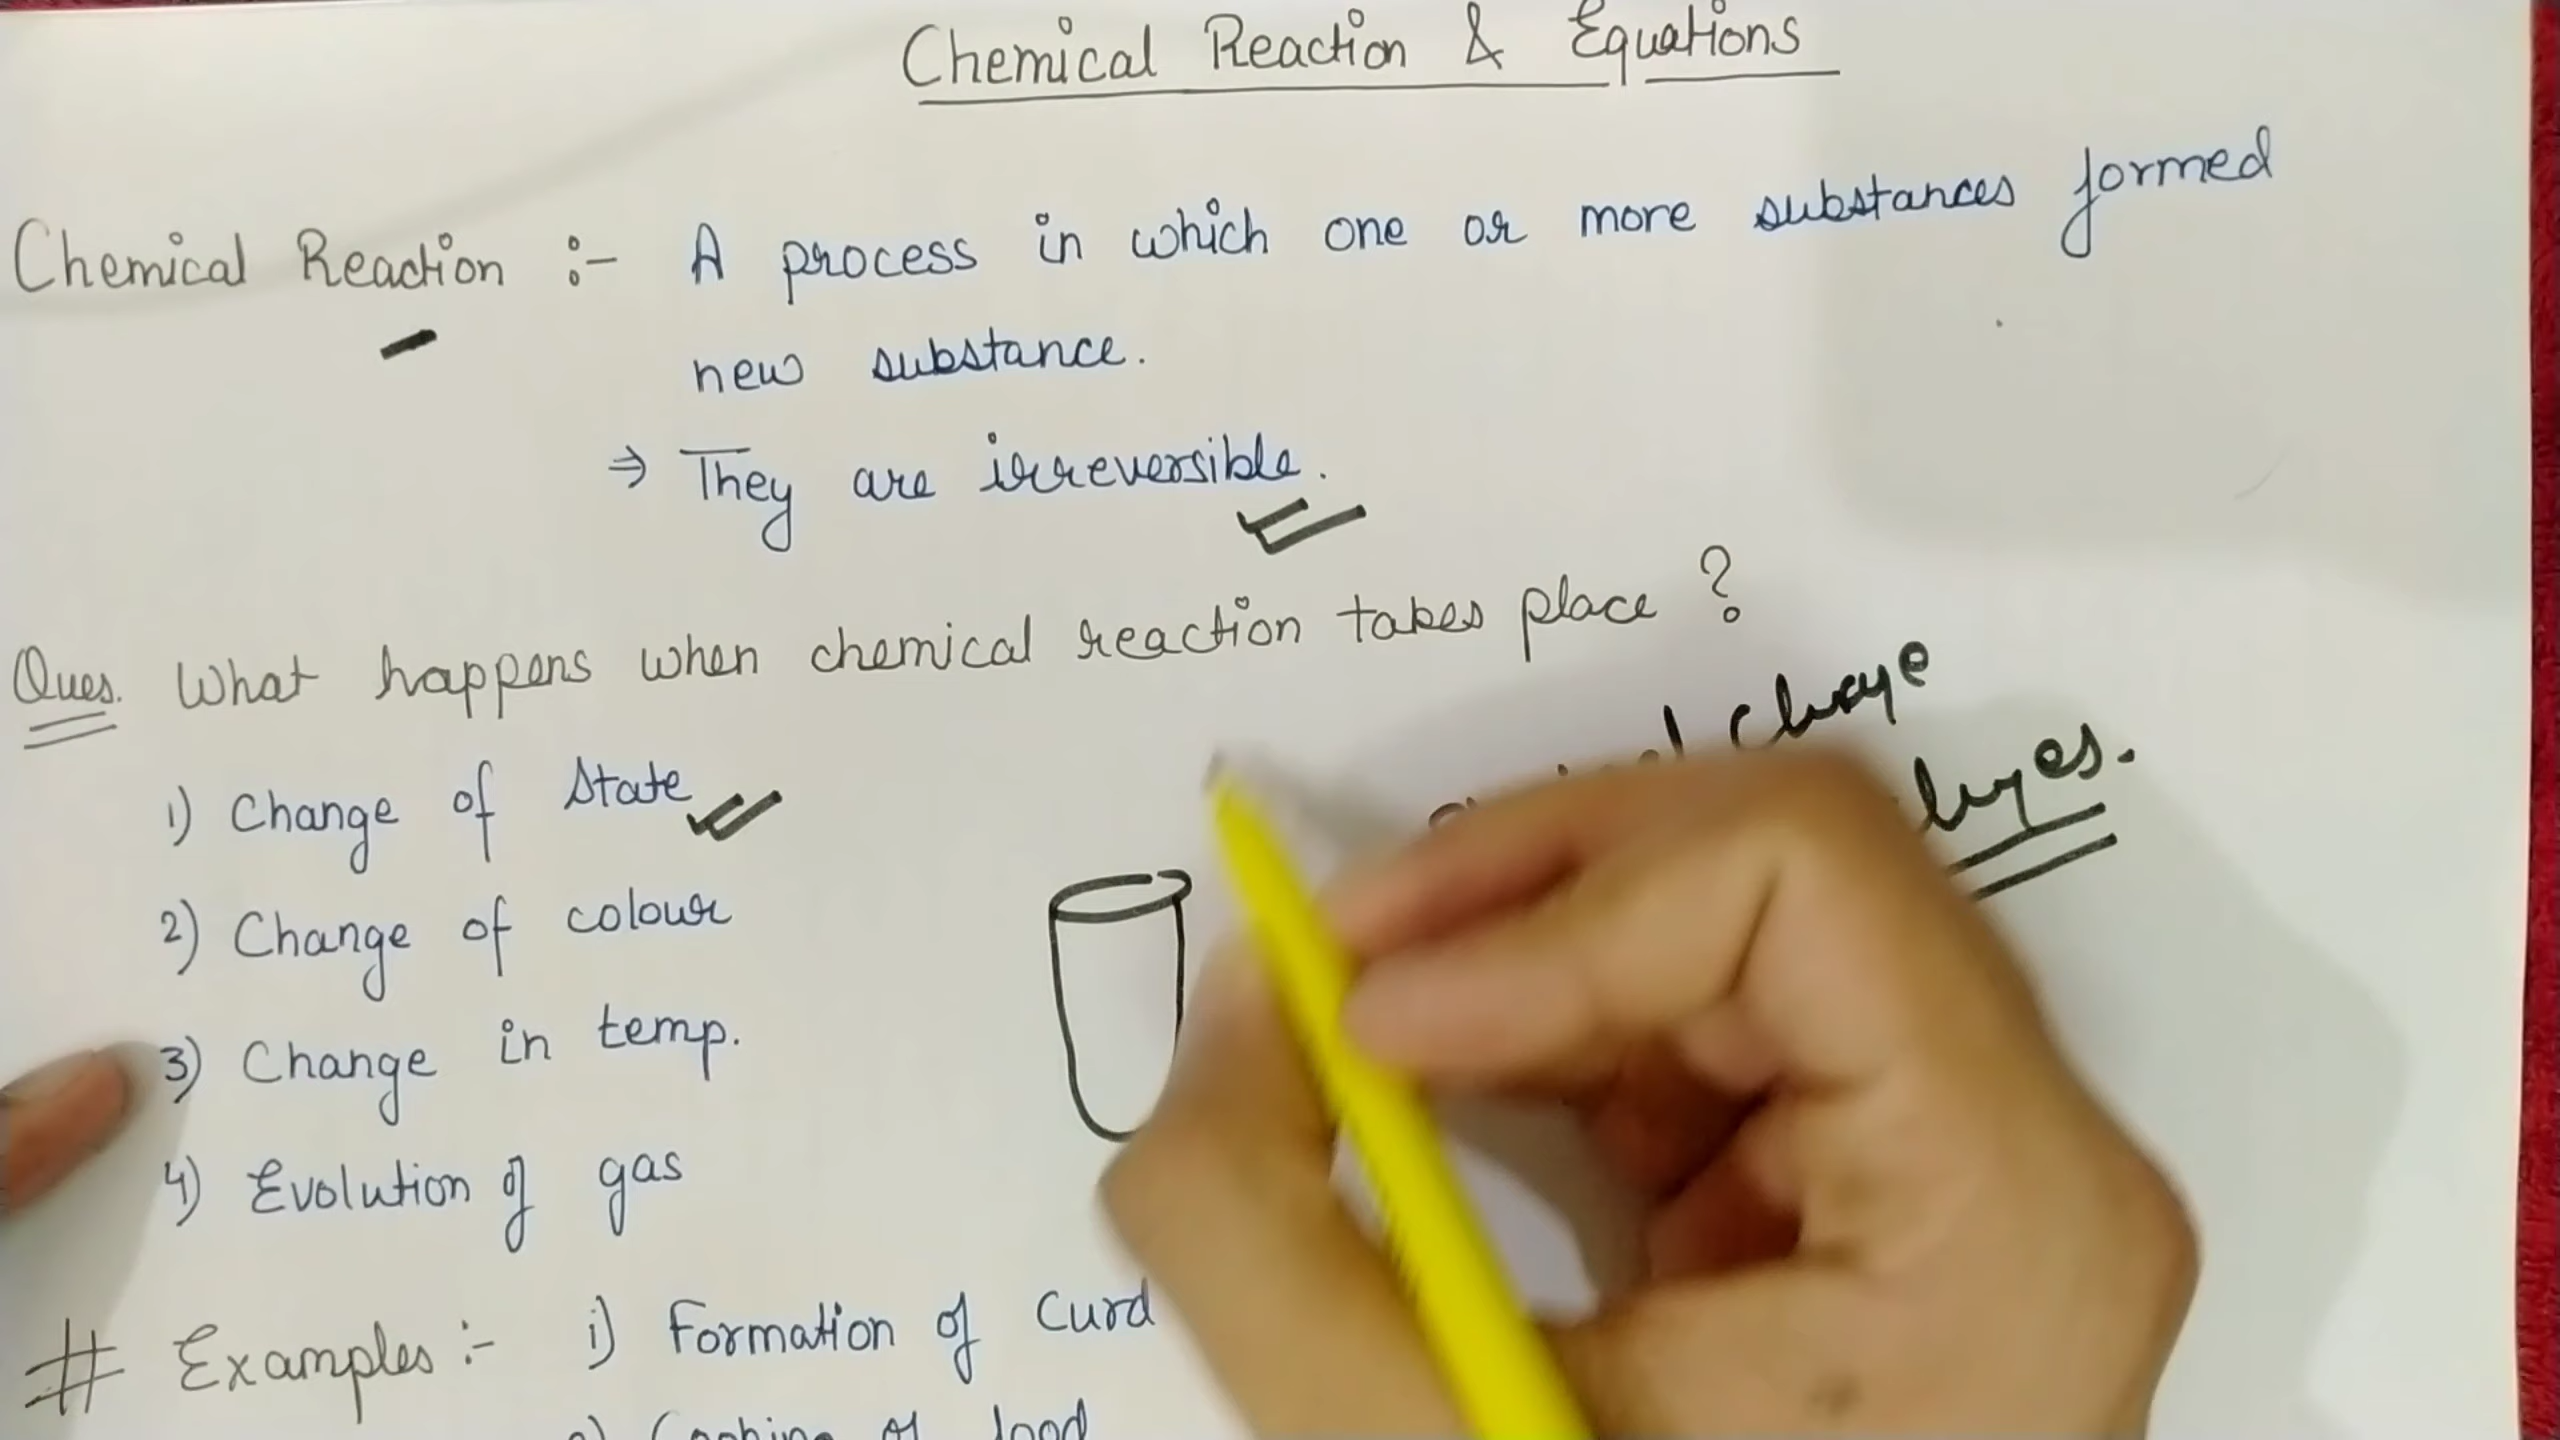 Chemical Reaction & Equations
Chemical Reaction :- A process in which one or more substances formed
new substance.
⇒ They are irreversible.
Ques. What happens when chemical reaction takes place ?
1) Change of State
2) Change of colour
3) Change in temp.
4) Evolution of gas
# Examples :- i) Formation of Curd